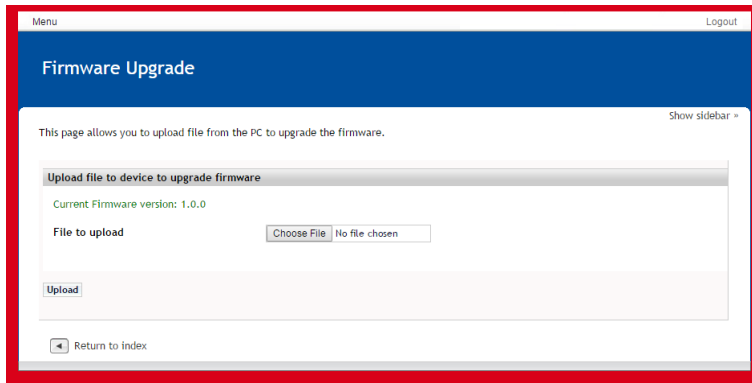 Menu
Logout
Firmware Upgrade
Show sidebar »
This page allows you to upload file from the PC to upgrade the firmware.
Upload file to device to upgrade firmware
Current Firmware version: 1.0.0
File to upload
Choose File No file chosen
Upload
Return to index